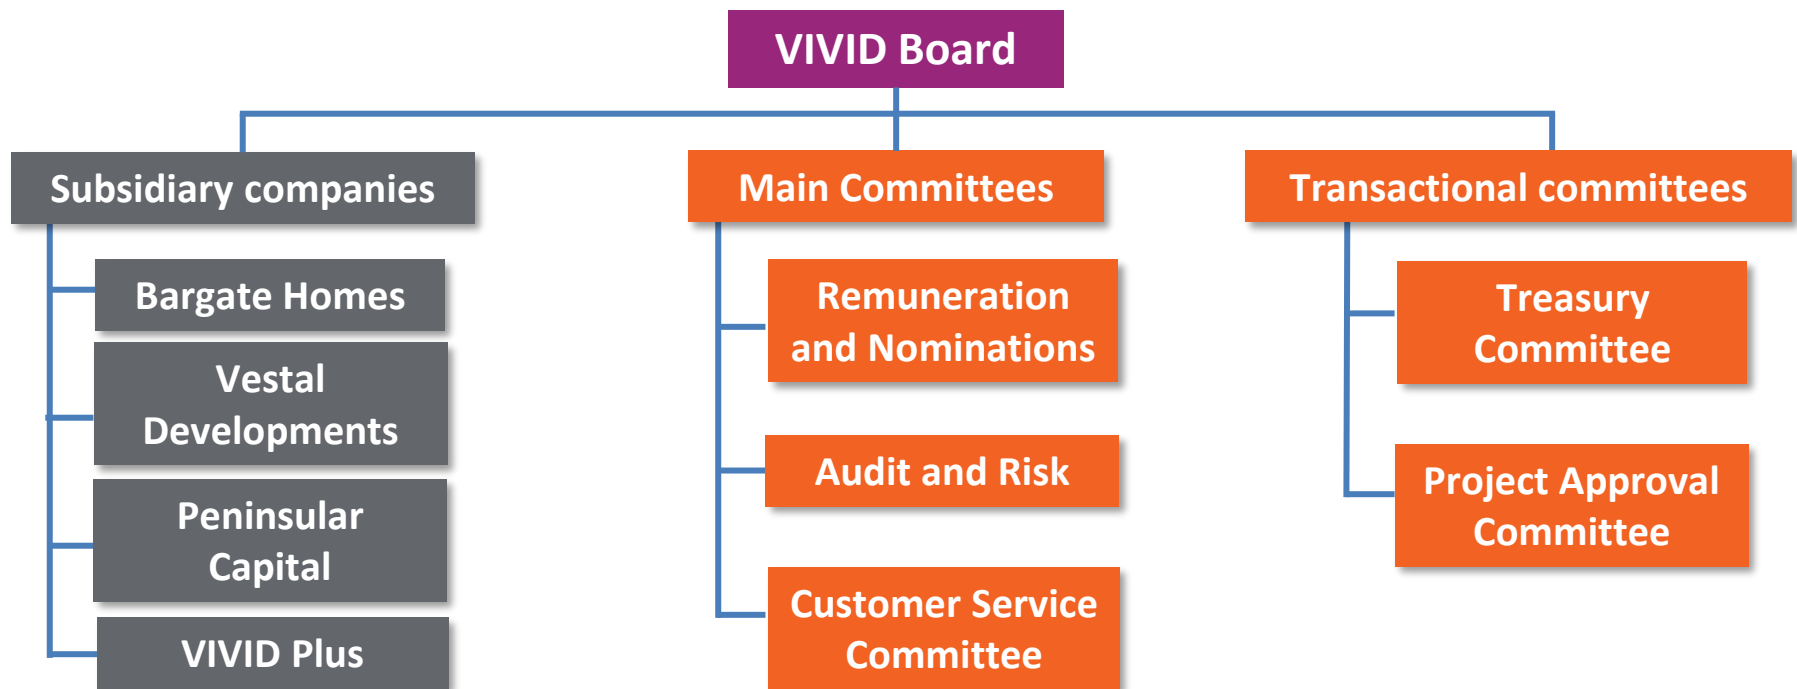 VIVID Board
Subsidiary companies
Bargate Homes
Vestal
Developments
Peninsular
Capital
VIVID Plus
Main Committees
Remuneration
and Nominations
Audit and Risk
Customer Service
Committee
Transactional committees
Treasury
Committee
Project Approval
Committee